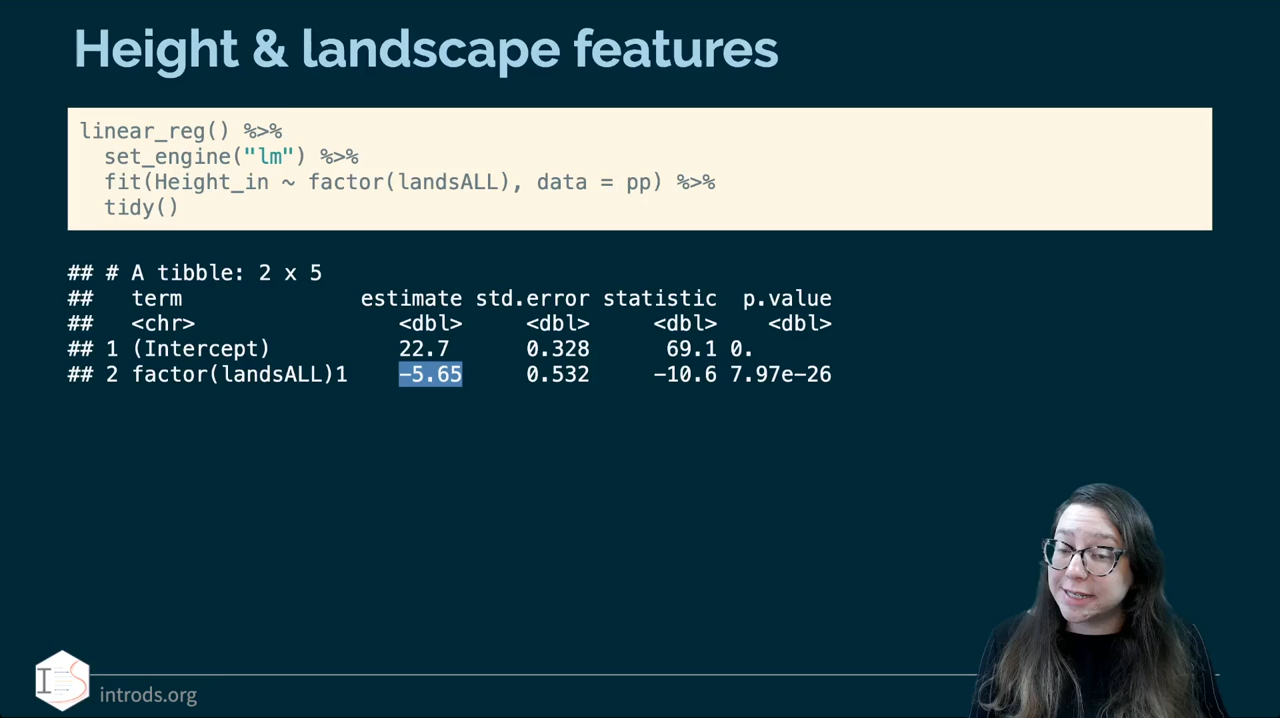 Height & landscape features
linear_reg() %>%
  set_engine("lm") %>%
  fit(Height_in ~ factor(landsALL), data = pp) %>%
  tidy()
## # A tibble: 2 x 5
##   term              estimate std.error statistic  p.value
##   <chr>                <dbl>     <dbl>     <dbl>    <dbl>
## 1 (Intercept)          22.7      0.328      69.1 0.
## 2 factor(landsALL)1    -5.65     0.532     -10.6 7.97e-26
IDS
introds.org